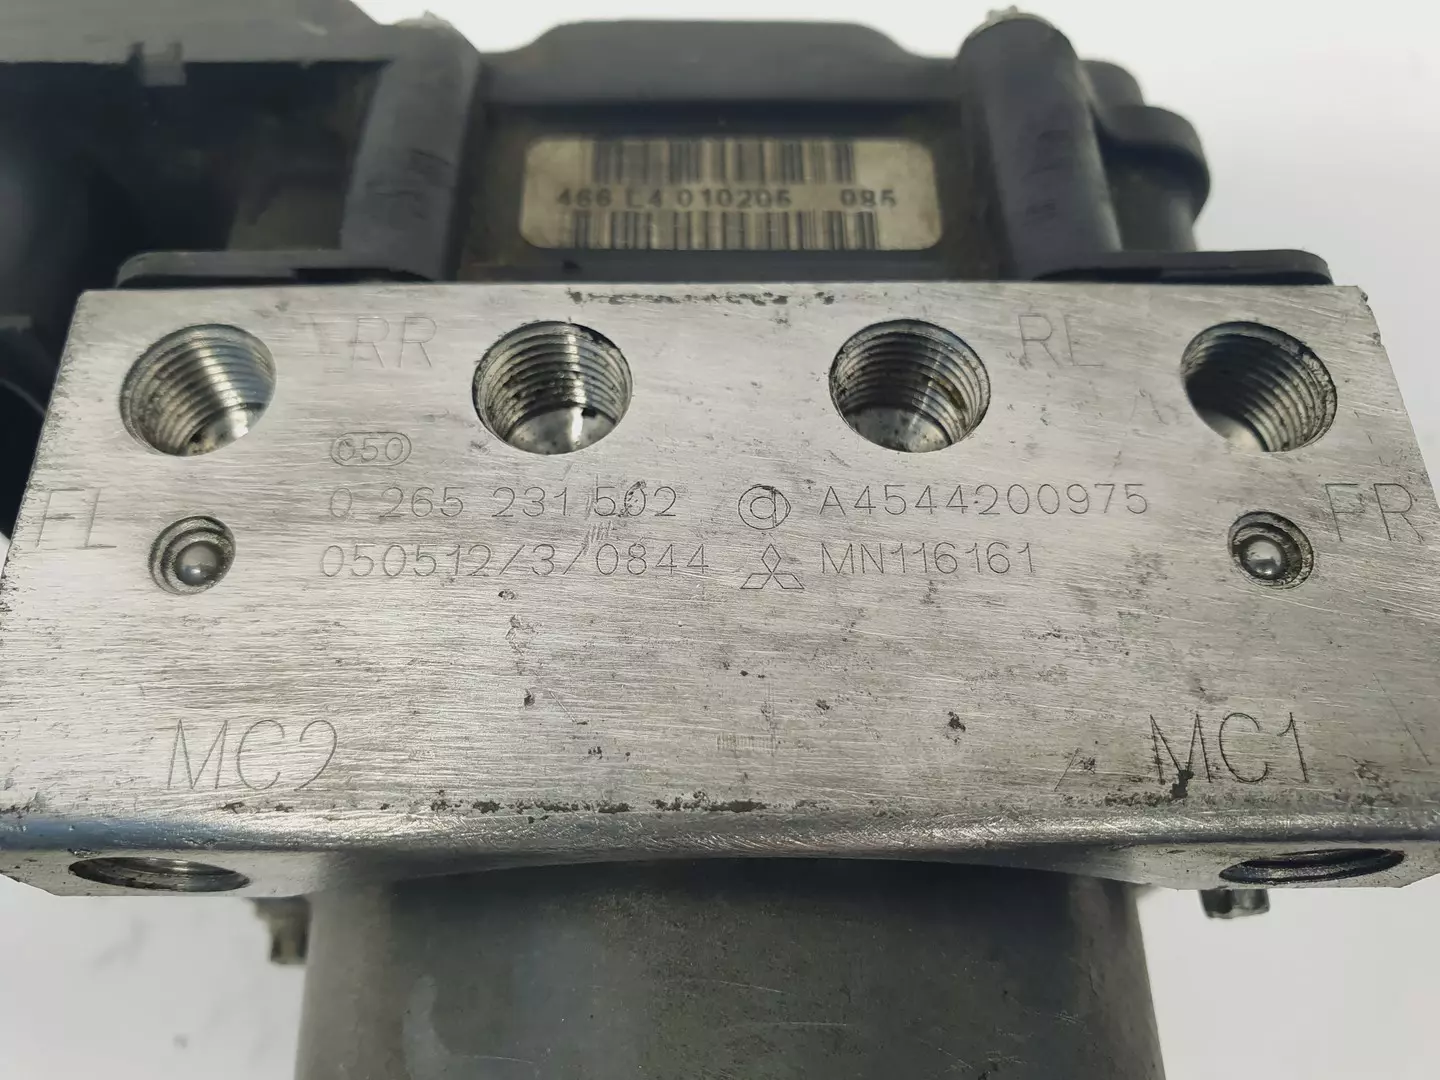 466 L4 010206 085
RR
RL
050
0 265 231 502
A4544200975
FL
FR
050512/3/0844
MN116161
MC2
MC1